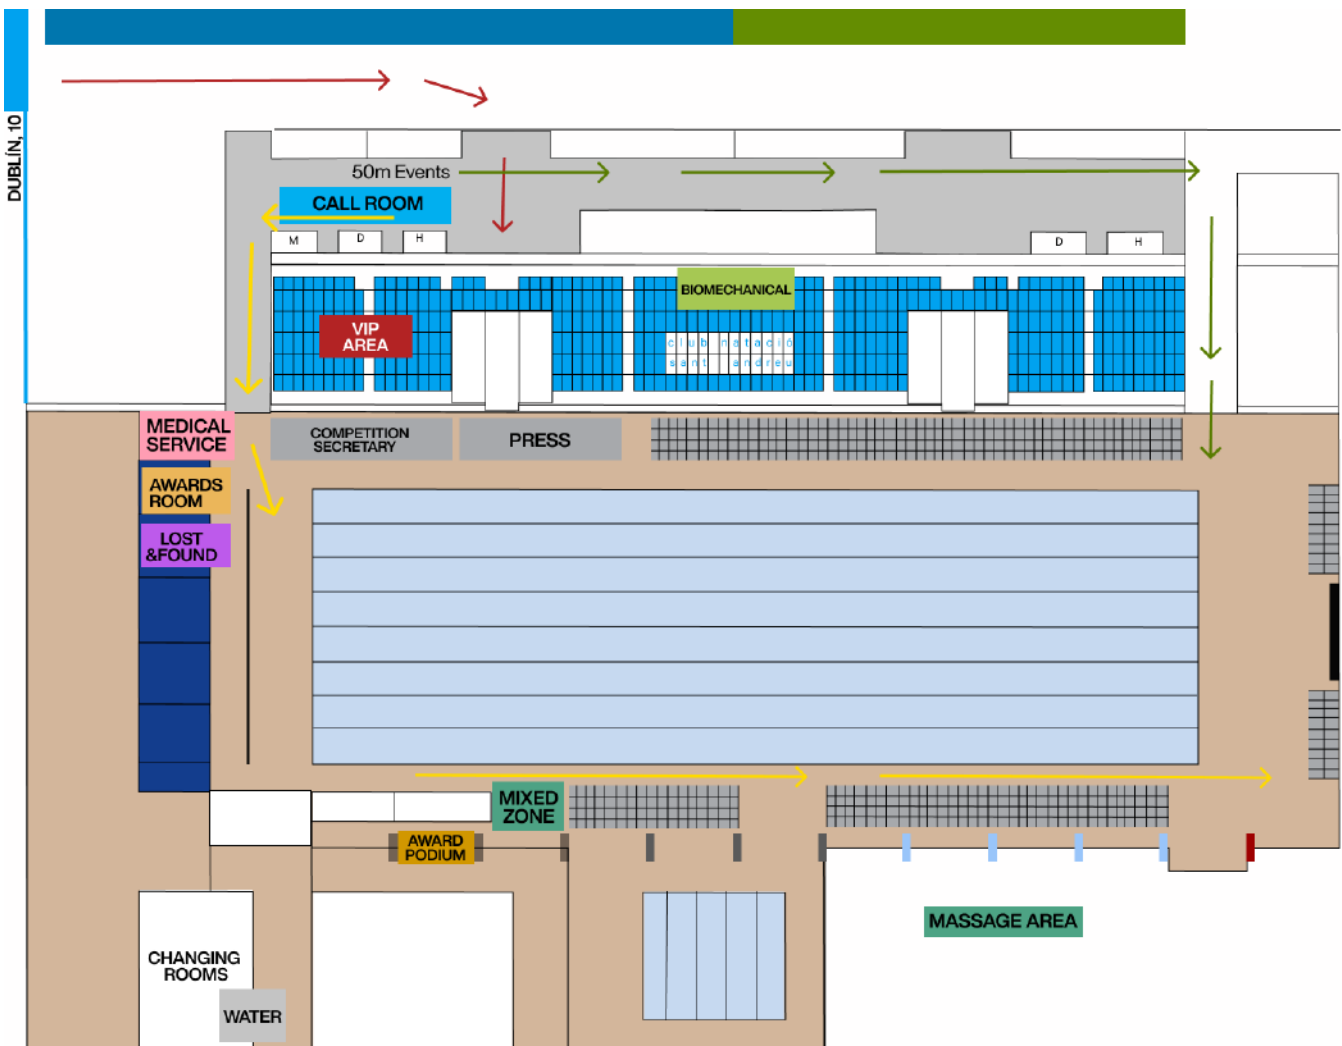 DUBLÍN, 10
50m Events
CALL ROOM
M
D
H
D
H
BIOMECHANICAL
VIP
AREA
club natació
sant andreu
MEDICAL
SERVICE
COMPETITION
SECRETARY
PRESS
AWARDS
ROOM
LOST
&FOUND
MIXED
ZONE
AWARD
PODIUM
MASSAGE AREA
CHANGING
ROOMS
WATER